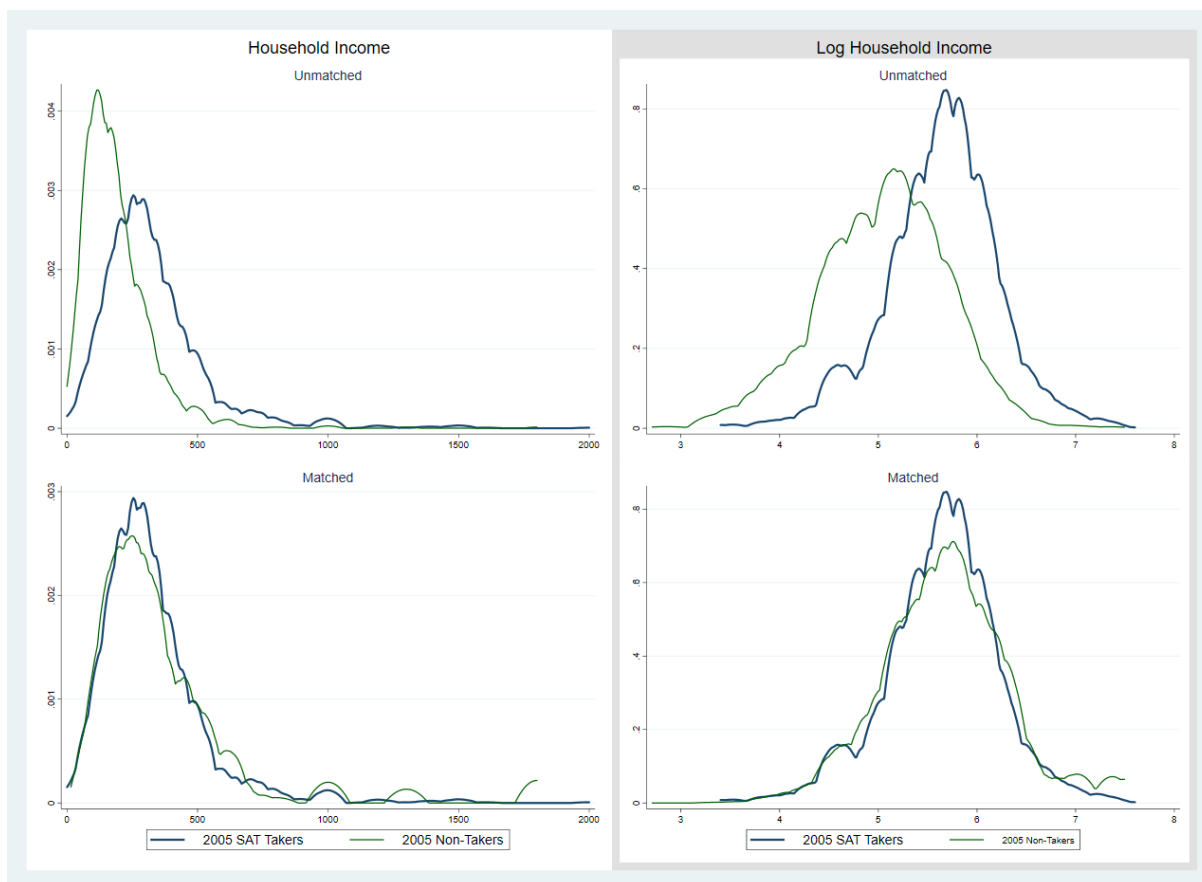 Household Income
Unmatched
.004
.003
.002
.001
0
0 500 1000 1500 2000
Matched
.003
.002
.001
0
0 500 1000 1500 2000
2005 SAT Takers 2005 Non-Takers
Log Household Income
Unmatched
.8
.6
.4
.2
0
3 4 5 6 7 8
Matched
.8
.6
.4
.2
0
3 4 5 6 7 8
2005 SAT Takers 2005 Non-Takers